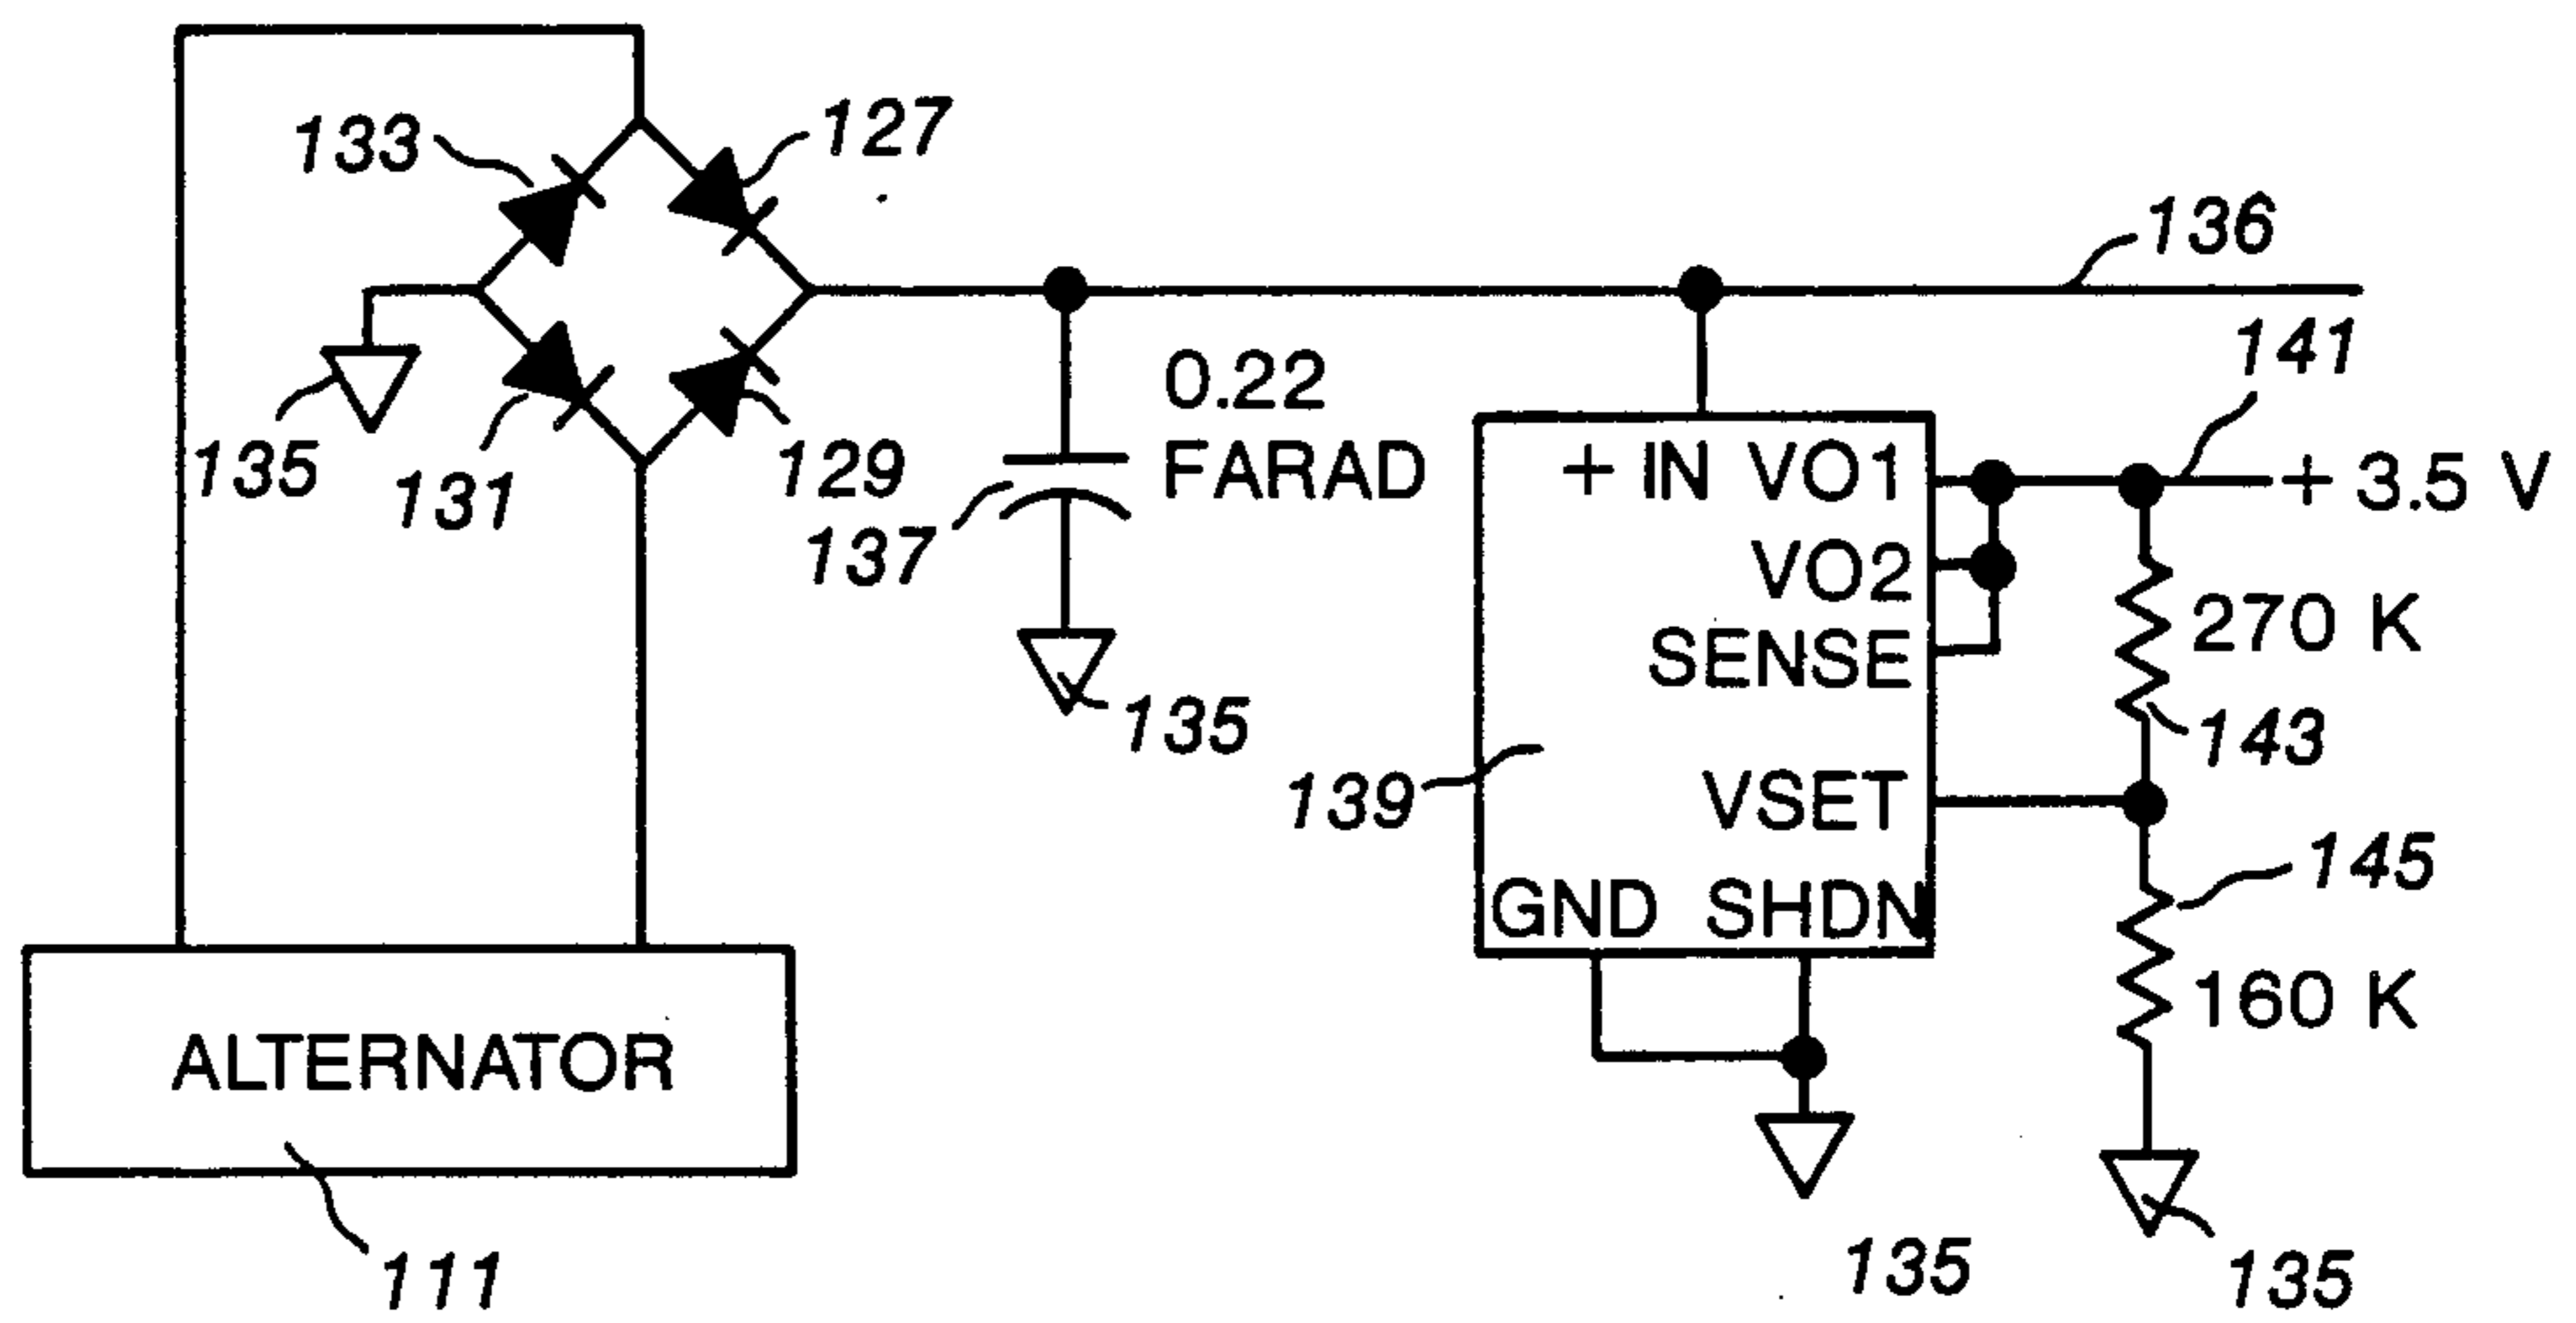 133
127
136
141
135
131
129
137
0.22
FARAD
+ IN VO1
+ 3.5 V
VO2
SENSE
270 K
143
135
139
VSET
145
GND SHDN
160 K
ALTERNATOR
111
135
135